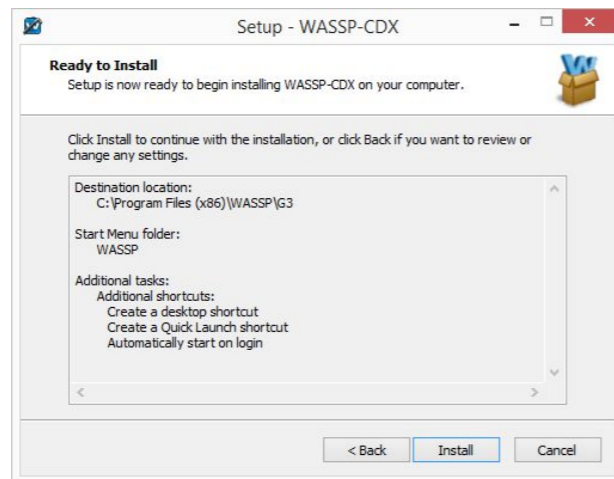 Setup - WASSP-CDX
Ready to Install
Setup is now ready to begin installing WASSP-CDX on your computer.
W
Click Install to continue with the installation, or click Back if you want to review or
change any settings.
Destination location:
C:\Program Files (x86)\WASSP\G3
Start Menu folder:
WASSP
Additional tasks:
Additional shortcuts:
Create a desktop shortcut
Create a Quick Launch shortcut
Automatically start on login
< Back Install Cancel